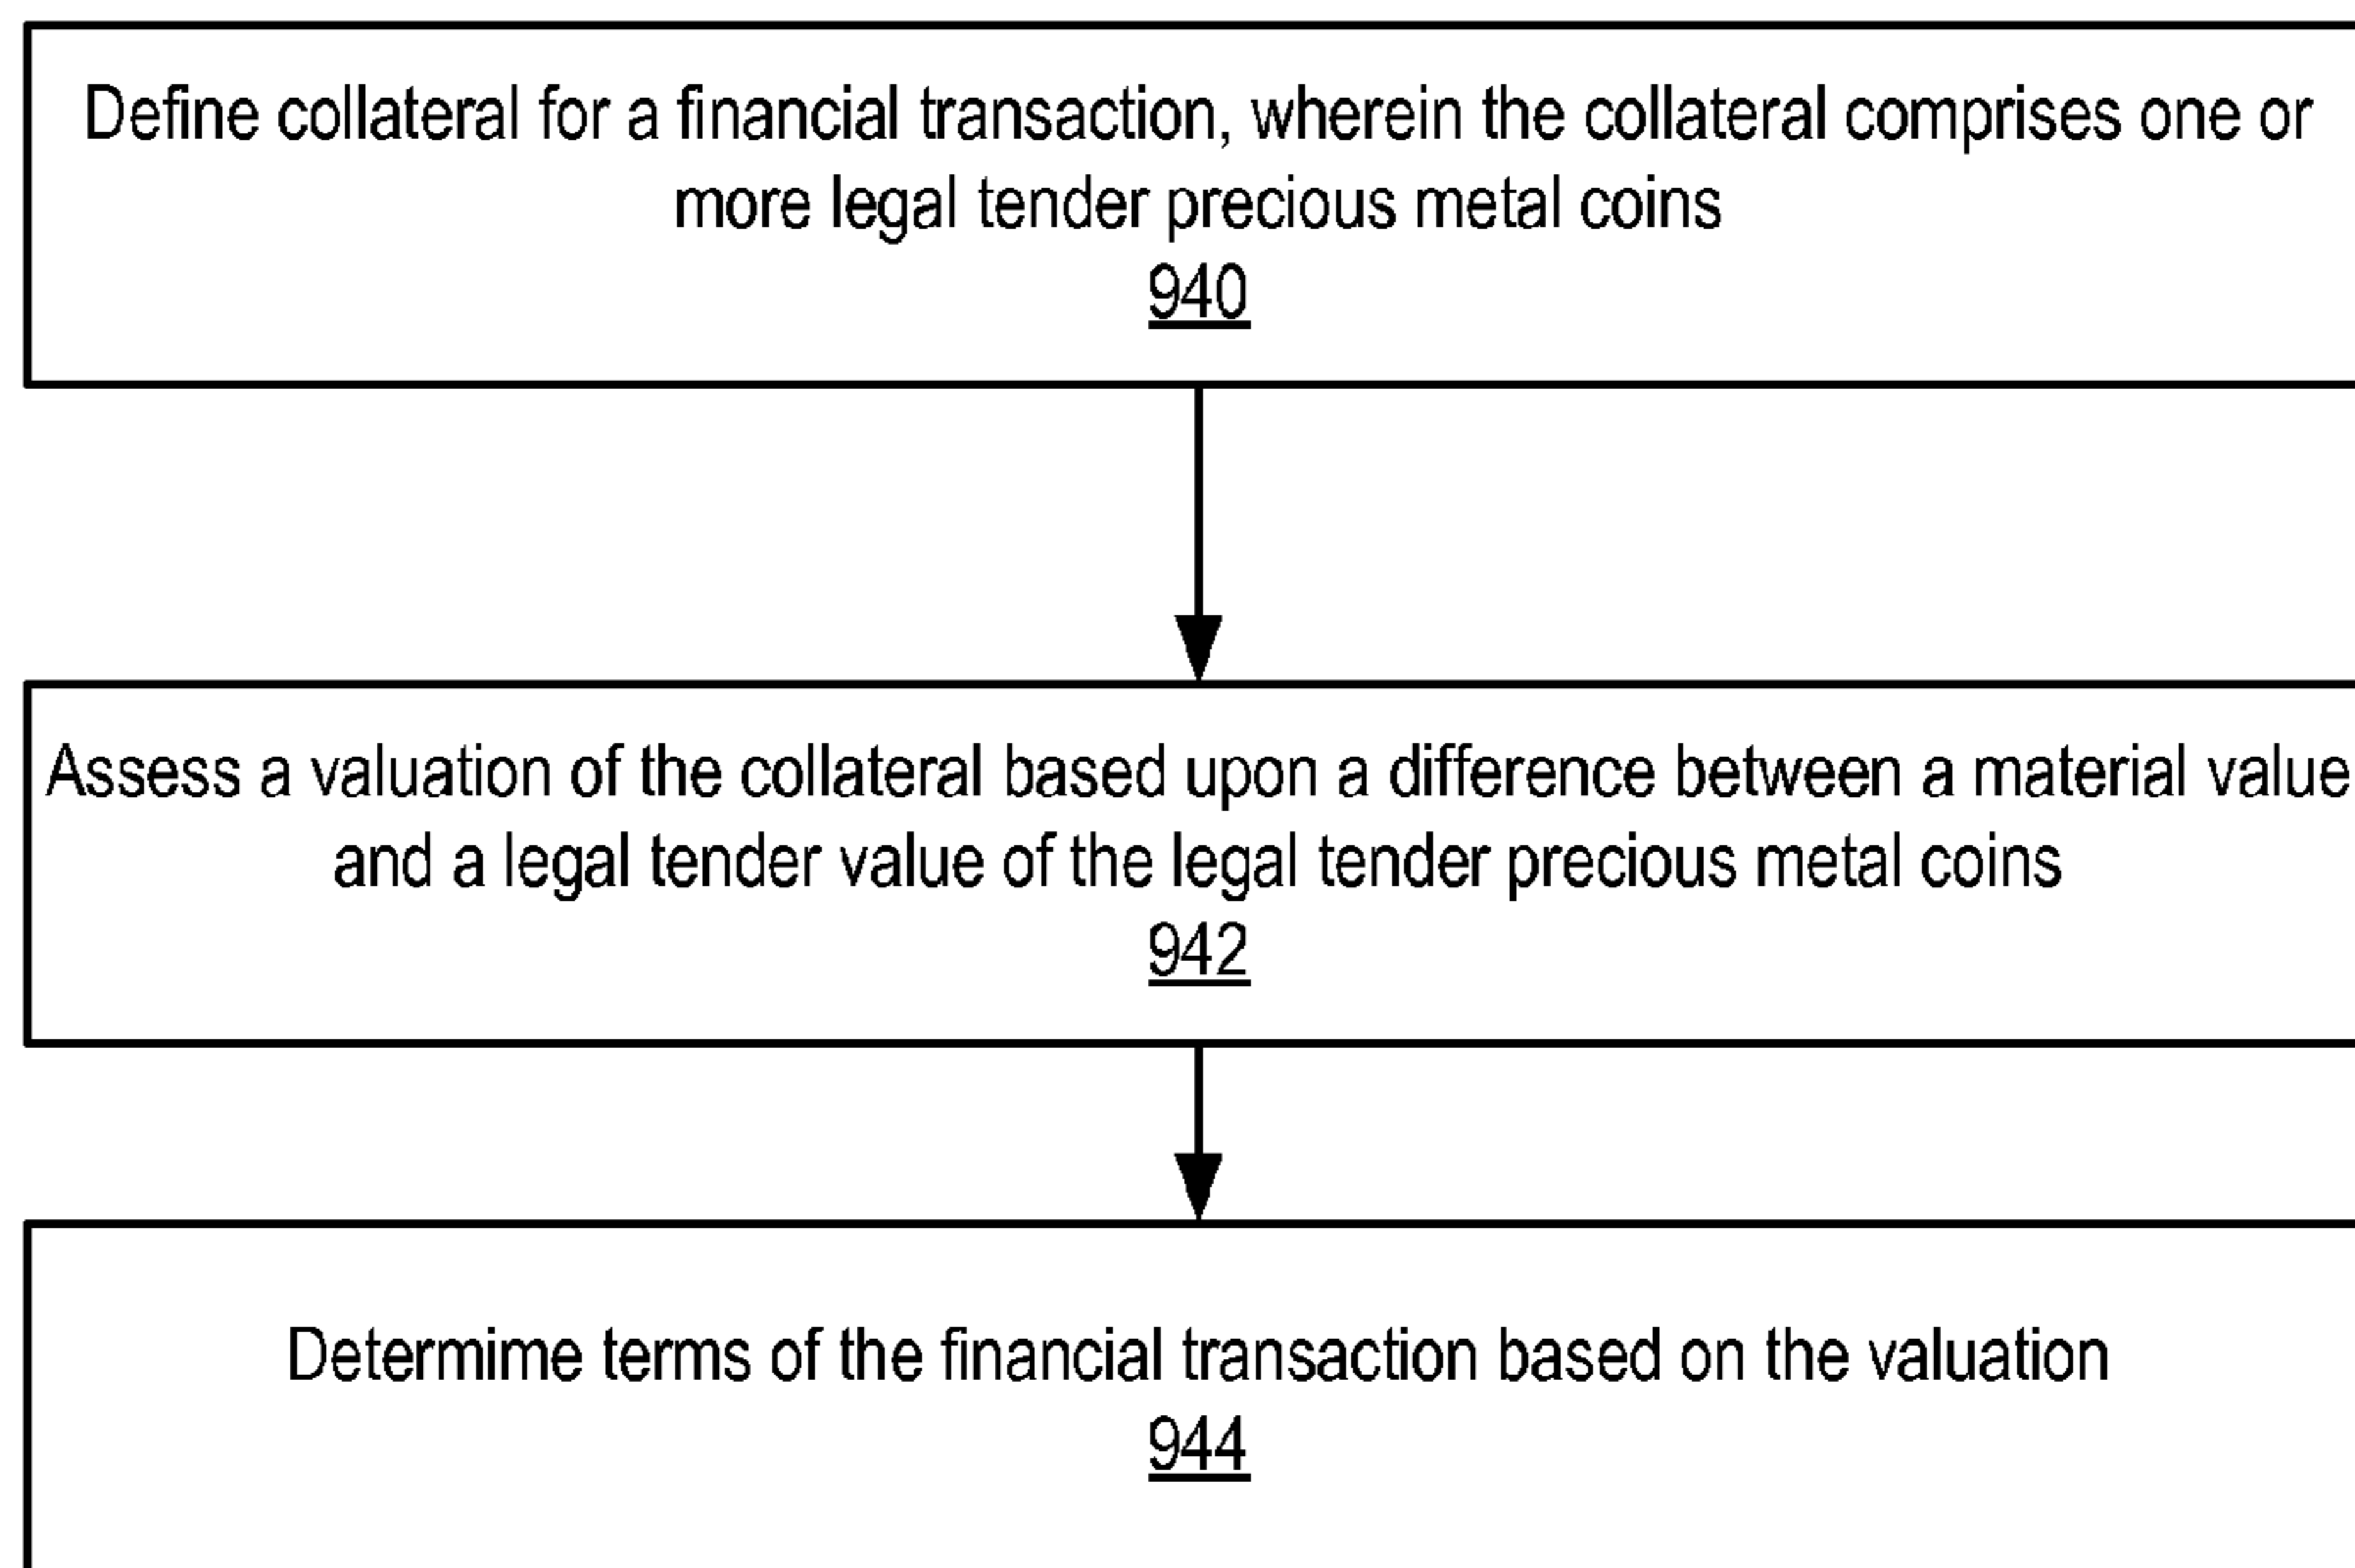 Define collateral for a financial transaction, wherein the collateral comprises one or
more legal tender precious metal coins
940
Assess a valuation of the collateral based upon a difference between a material value
and a legal tender value of the legal tender precious metal coins
942
Determime terms of the financial transaction based on the valuation
944